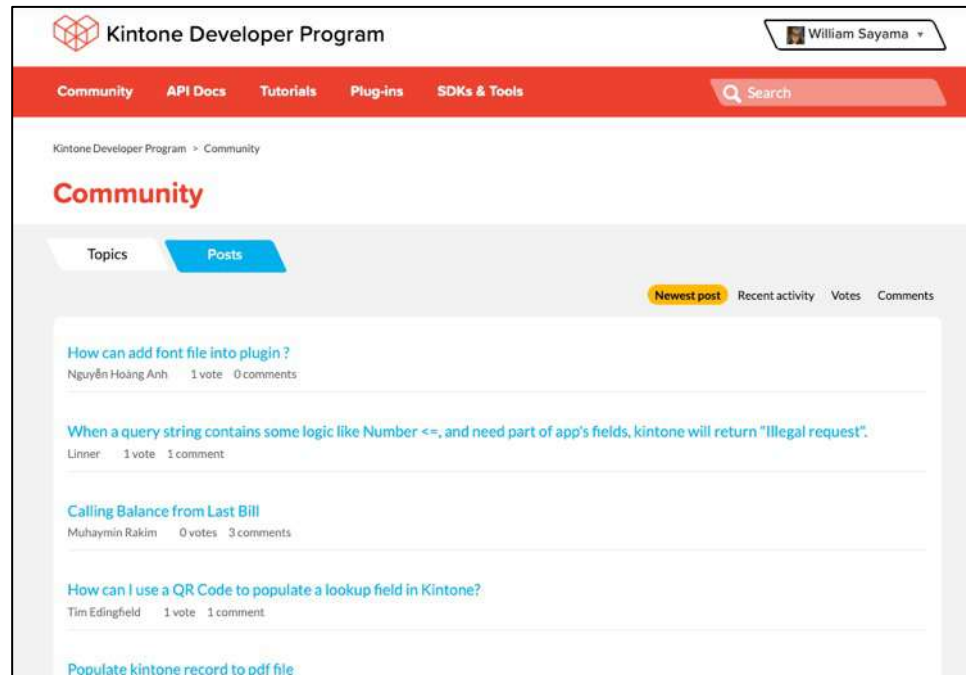 Kintone Developer Program
William Sayama
Community API Docs Tutorials Plug-ins SDKs & Tools Search
Kintone Developer Program > Community
Community
Topics Posts
Newest post Recent activity Votes Comments
How can add font file into plugin ?
Nguyễn Hoàng Anh 1 vote 0 comments
When a query string contains some logic like Number <=, and need part of app's fields, kintone will return "Illegal request".
Linner 1 vote 1 comment
Calling Balance from Last Bill
Muhaymin Rakim 0 votes 3 comments
How can I use a QR Code to populate a lookup field in Kintone?
Tim Edingfield 1 vote 1 comment
Populate kintone record to pdf file